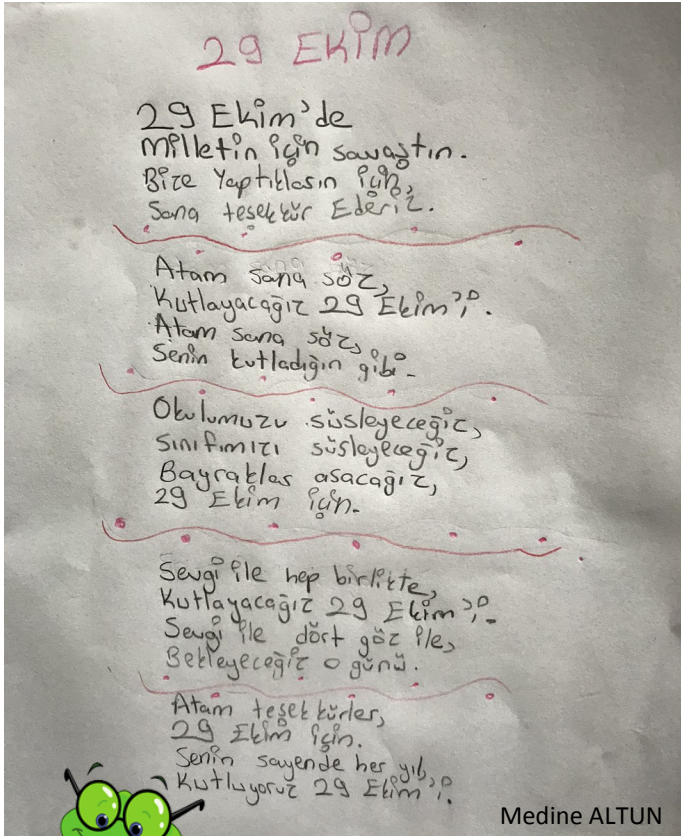 29 EKİM
29 Ekim'de
Milletin için savaştın.
Bize Yaptıkların için,
Sana teşekkür Ederiz.
Atam sana söz,
Kutlayacağız 29 Ekim'i.
Atam sana söz,
Senin kutladığın gibi.
Okulumuzu süsleyeceğiz,
Sınıfımızı süsleyeceğiz,
Bayraklar asacağız,
29 Ekim için.
Sevgi ile hep birlikte,
Kutlayacağız 29 Ekim'i.
Sevgi ile dört göz ile,
Bekleyeceğiz o günü.
Atam teşekkürler,
29 Ekim için.
Senin sayende her yıl,
Kutluyoruz 29 Ekim'i.
Medine ALTUN